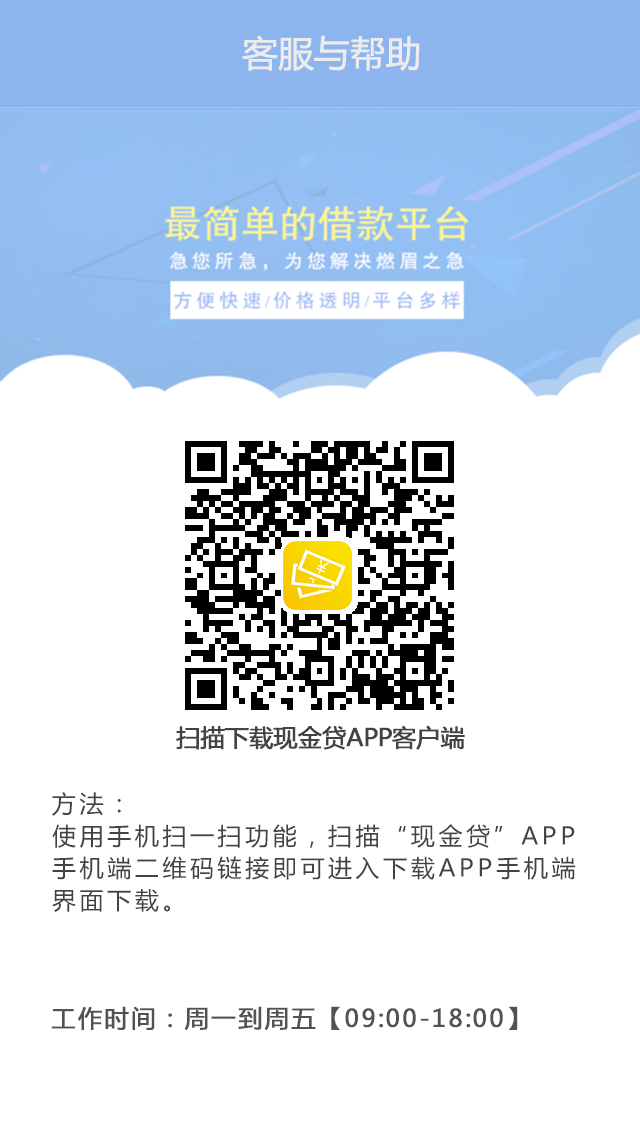 客服与帮助
最简单的借款平台
急您所急，为您解决燃眉之急
方便快速/价格透明/平台多样
扫描下载现金贷APP客户端
方法：
使用手机扫一扫功能，扫描“现金贷”APP
手机端二维码链接即可进入下载APP手机端
界面下载。
工作时间：周一到周五【09:00-18:00】